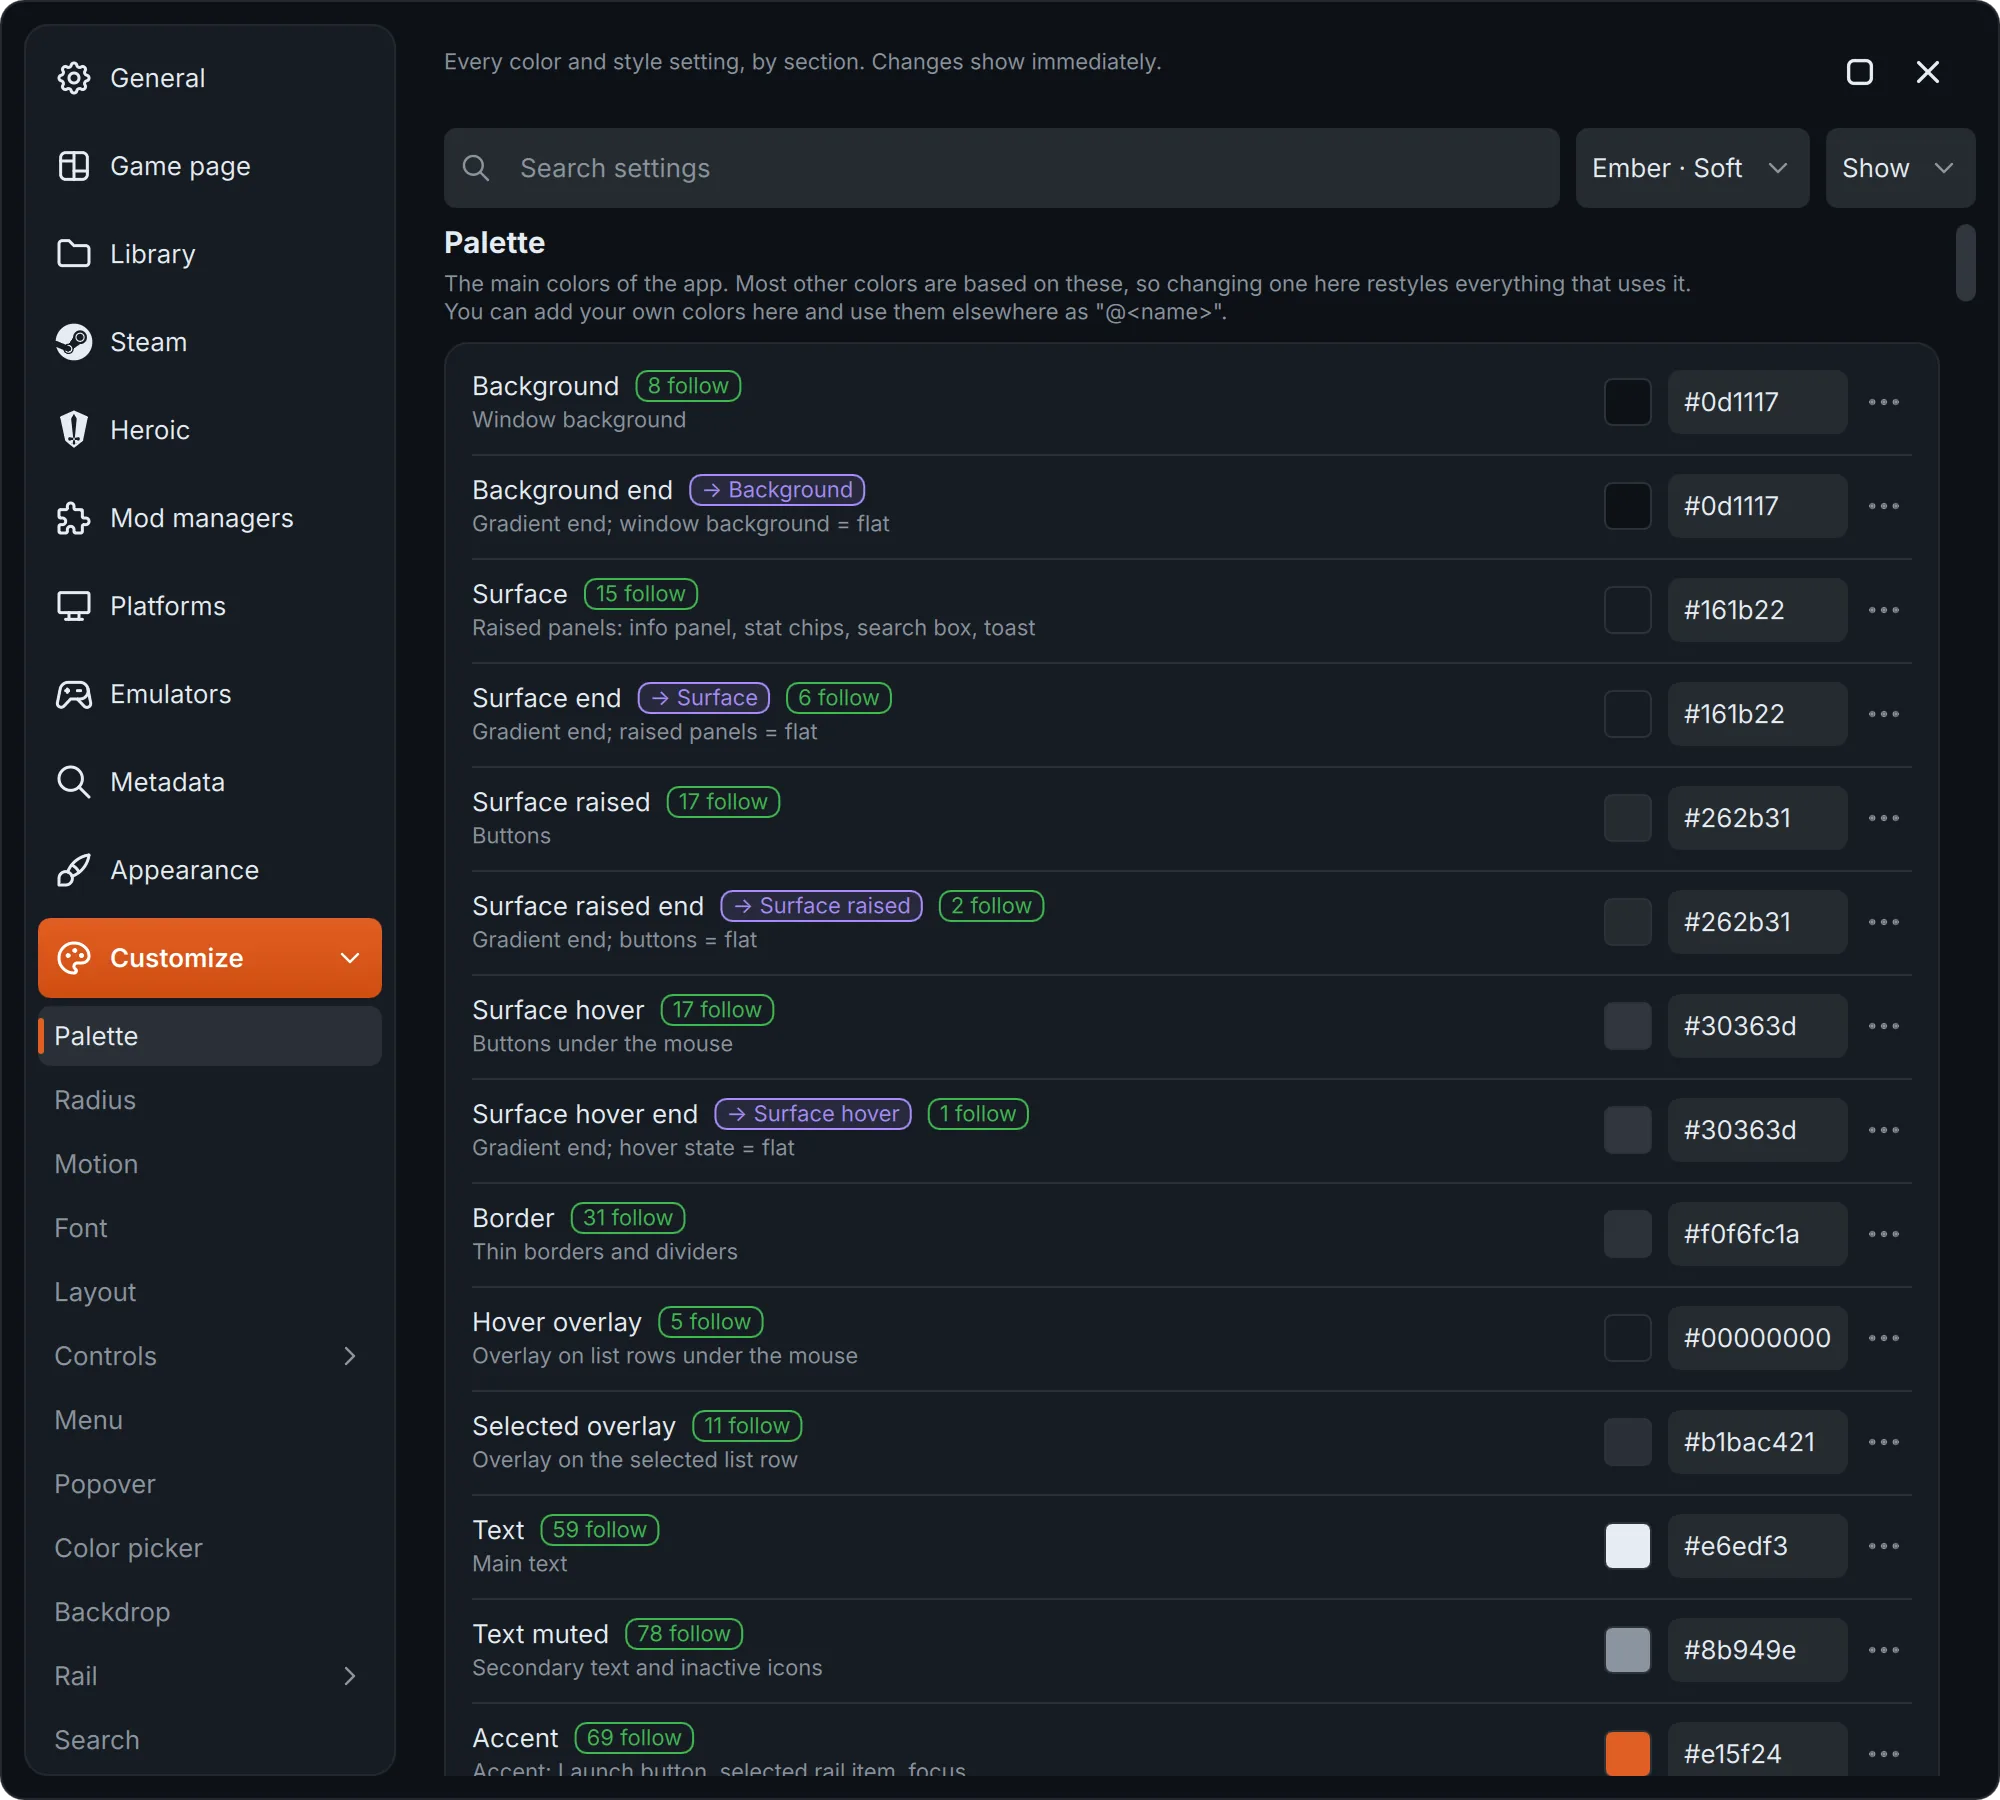 General
Game page
Library
Steam
Heroic
Mod managers
Platforms
Emulators
Metadata
Appearance
Customize
Palette
Radius
Motion
Font
Layout
Controls
Menu
Popover
Color picker
Backdrop
Rail
Search
Every color and style setting, by section. Changes show immediately.
Search settings
Ember · Soft
Show
Palette
The main colors of the app. Most other colors are based on these, so changing one here restyles everything that uses it.
You can add your own colors here and use them elsewhere as "@<name>".
Background 8 follow
Window background
#0d1117
Background end → Background
Gradient end; window background = flat
#0d1117
Surface 15 follow
Raised panels: info panel, stat chips, search box, toast
#161b22
Surface end → Surface 6 follow
Gradient end; raised panels = flat
#161b22
Surface raised 17 follow
Buttons
#262b31
Surface raised end → Surface raised 2 follow
Gradient end; buttons = flat
#262b31
Surface hover 17 follow
Buttons under the mouse
#30363d
Surface hover end → Surface hover 1 follow
Gradient end; hover state = flat
#30363d
Border 31 follow
Thin borders and dividers
#f0f6fc1a
Hover overlay 5 follow
Overlay on list rows under the mouse
#00000000
Selected overlay 11 follow
Overlay on the selected list row
#b1bac421
Text 59 follow
Main text
#e6edf3
Text muted 78 follow
Secondary text and inactive icons
#8b949e
Accent 69 follow
Accent: Launch button, selected rail item, focus
#e15f24